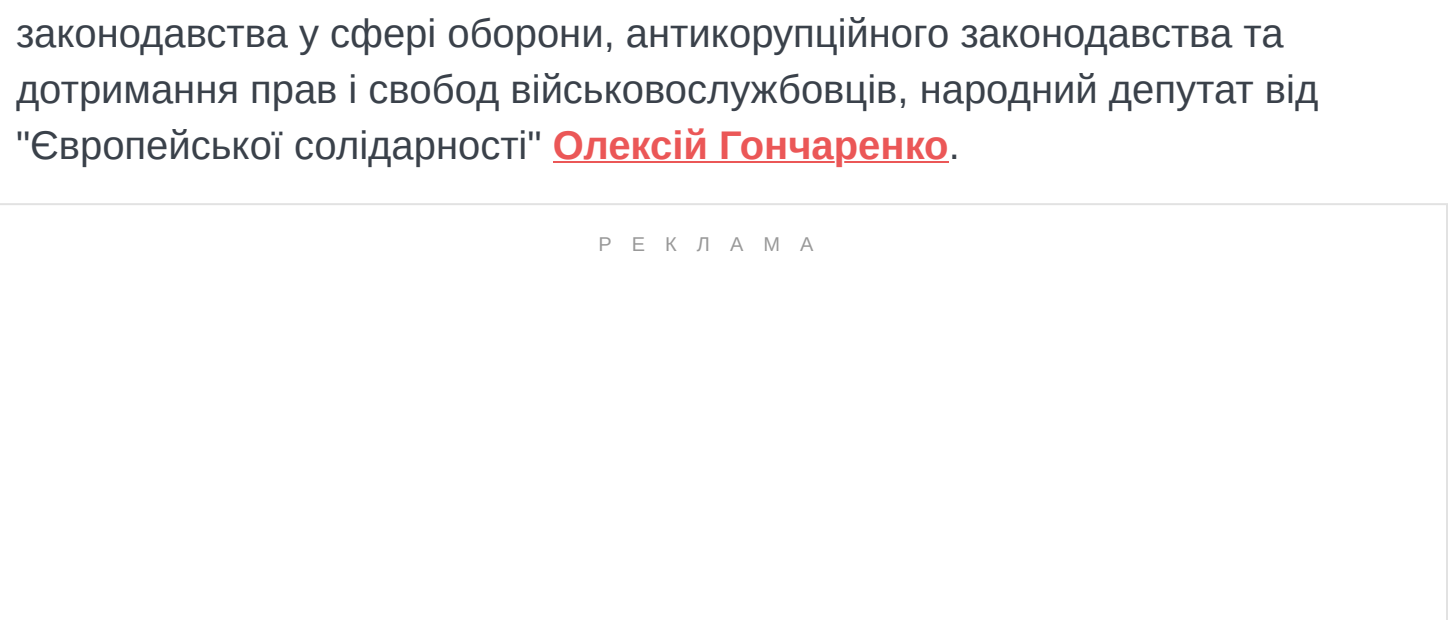 законодавства у сфері оборони, антикорупційного законодавства та
дотримання прав і свобод військовослужбовців, народний депутат від
"Європейської солідарності" Олексій Гончаренко.
РЕКЛАМА